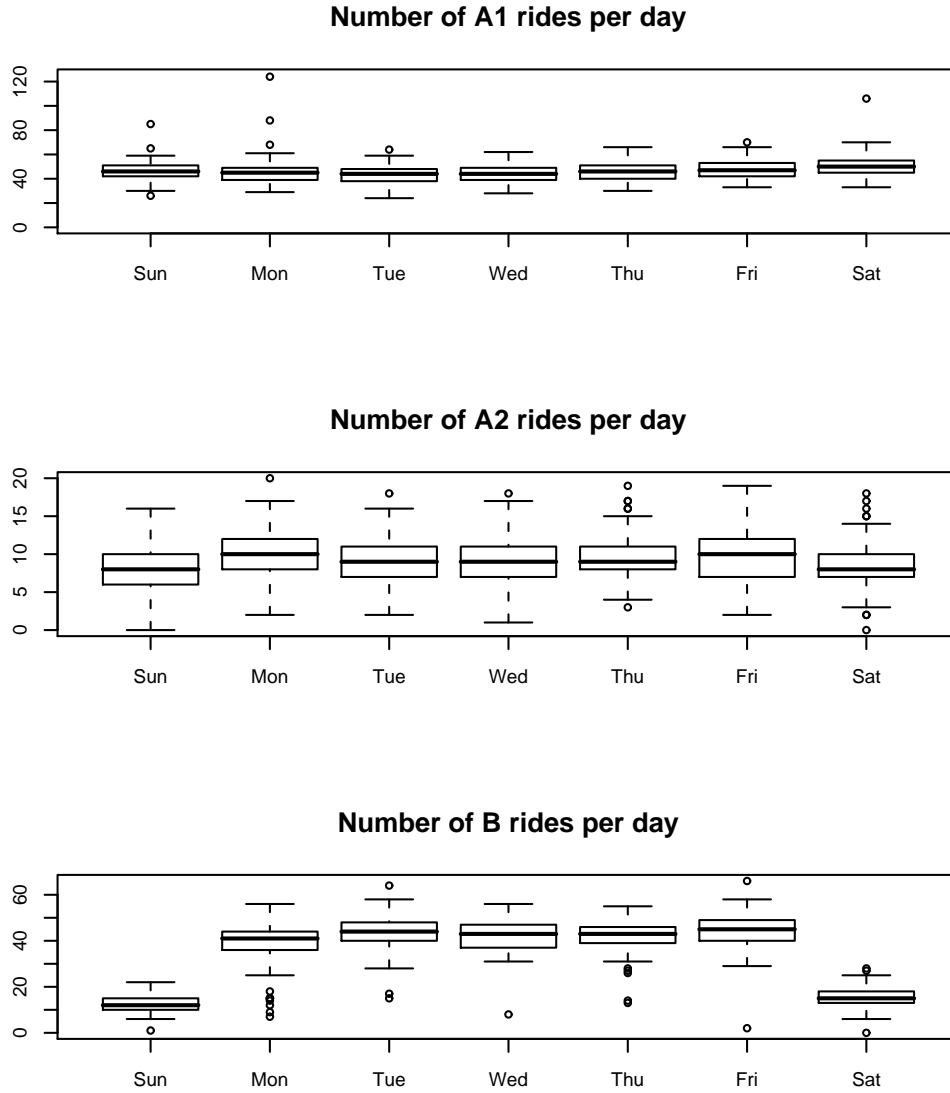 Number of A1 rides per day
120
80
40
0
Sun Mon Tue Wed Thu Fri Sat
Number of A2 rides per day
20
15
10
5
0
Sun Mon Tue Wed Thu Fri Sat
Number of B rides per day
60
40
20
0
Sun Mon Tue Wed Thu Fri Sat